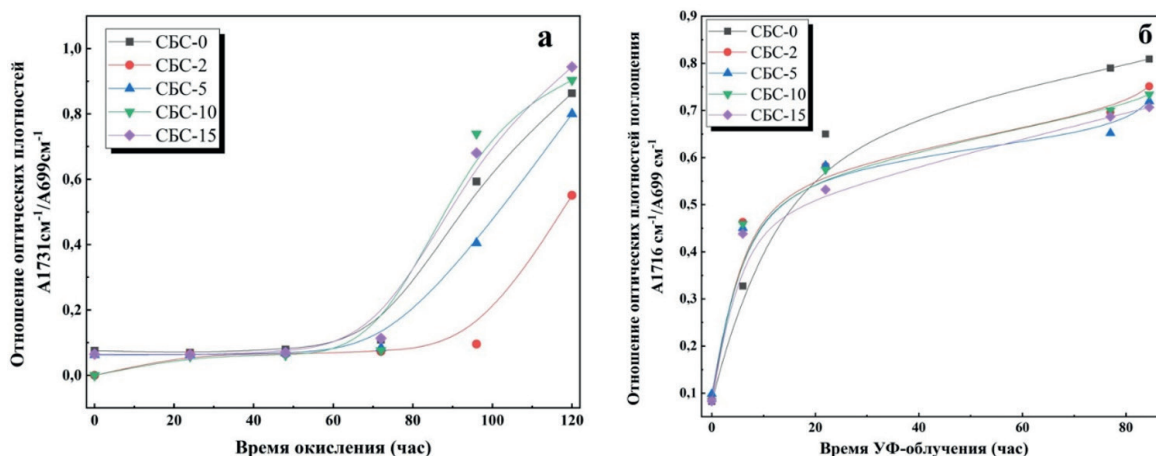 а
СБС-0
СБС-2
СБС-5
СБС-10
СБС-15
Отношение оптических плотностей
А1731см⁻¹/А699см⁻¹
1,0
0,8
0,6
0,4
0,2
0,0
0 20 40 60 80 100 120
Время окисления (час)
б
СБС-0
СБС-2
СБС-5
СБС-10
СБС-15
Отношение оптических плотностей поглощения
А1716 см⁻¹/А699 см⁻¹
0,9
0,8
0,7
0,6
0,5
0,4
0,3
0,2
0,1
0 20 40 60 80
Время УФ-облучения (час)